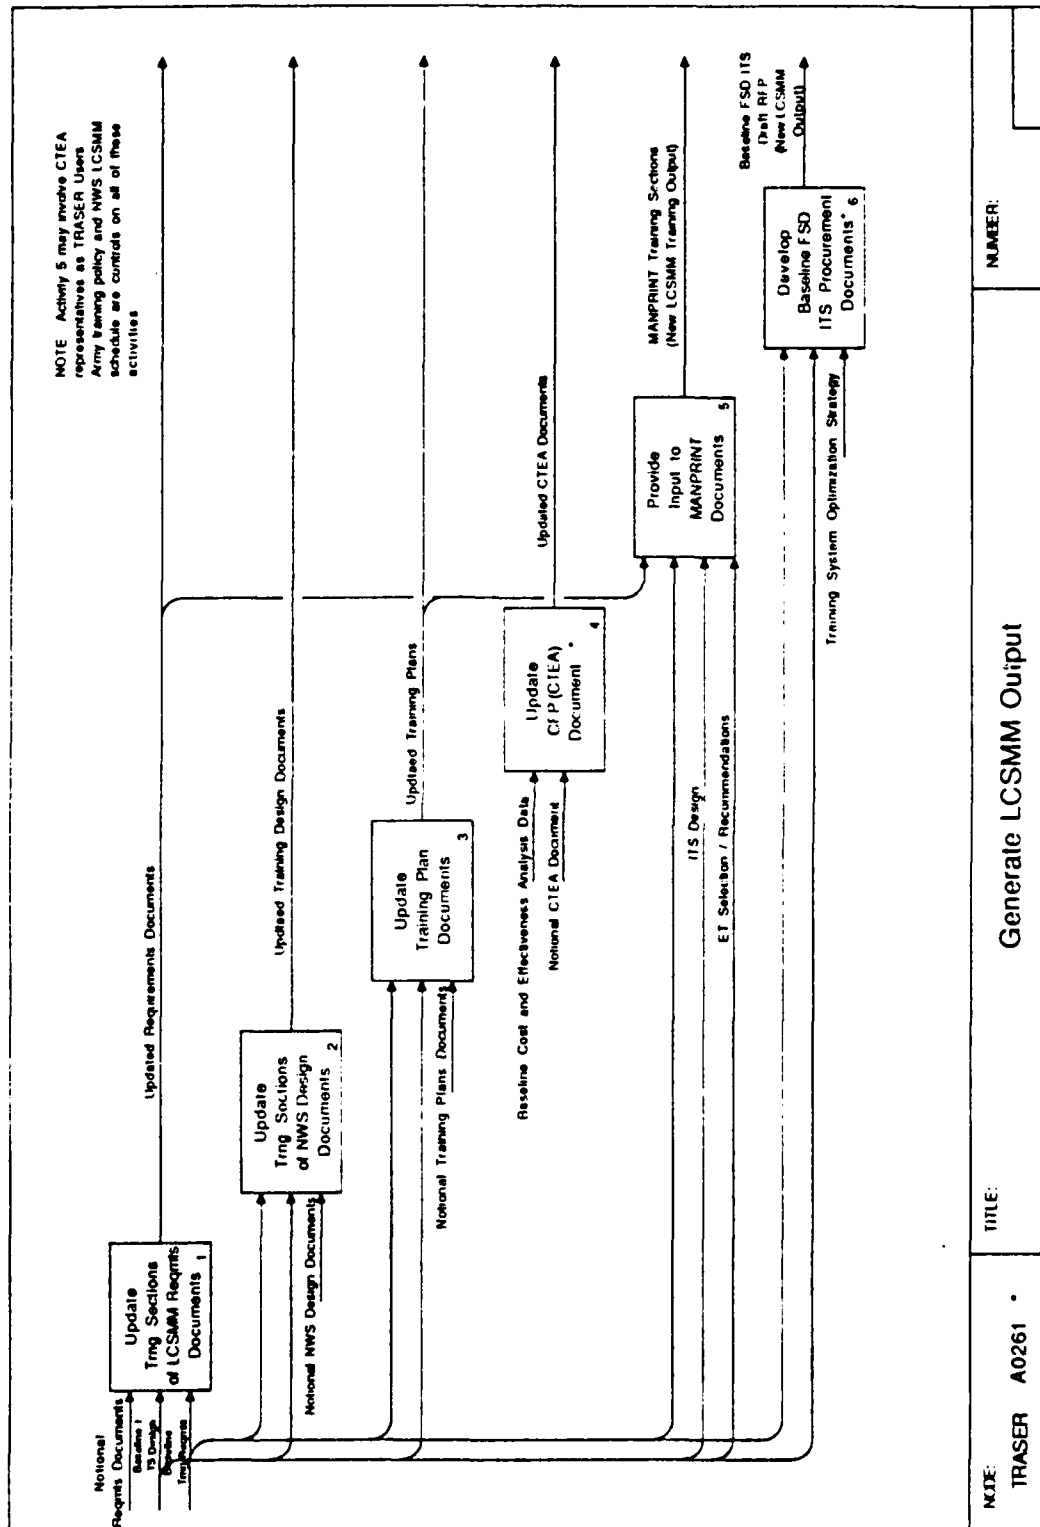 NOTE Activity 5 may involve CTEA
representatives as TRASER Users
Army training policy and NWS LCSMM
schedule are controls on all of these
activities
Notional
Reqmts Documents
Baseline I
TS Design
Baseline
Trng Reqmts
Update
Trng Sections
of LCSMM Reqmts
Documents
1
Updated Requirements Documents
Update
Trng Sections
of NWS Design
Documents
2
Notional NWS Design Documents
Updtaed Training Design Documents
Update
Training Plan
Documents
3
Notional Training Plans Documents
Updtaed Training Plans
Update
CFP (CTEA)
Document *
4
Baseline Cost and Effectiveness Analysis Data
Notional CTEA Document
Updated CTEA Documents
Provide
Input to
MANPRINT
Documents
5
ITS Design
ET Selection / Recommendations
MANPRINT Training Sections
(New LCSMM Training Output)
Develop
Baseline FSD
ITS Procurement
Documents*
6
Training System Optimization Strategy
Baseline FSD ITS
Draft RFP
(New LCSMM
Output)
NODE:
TRASER A0261 *
TITLE:
Generate LCSMM Output
NUMBER: